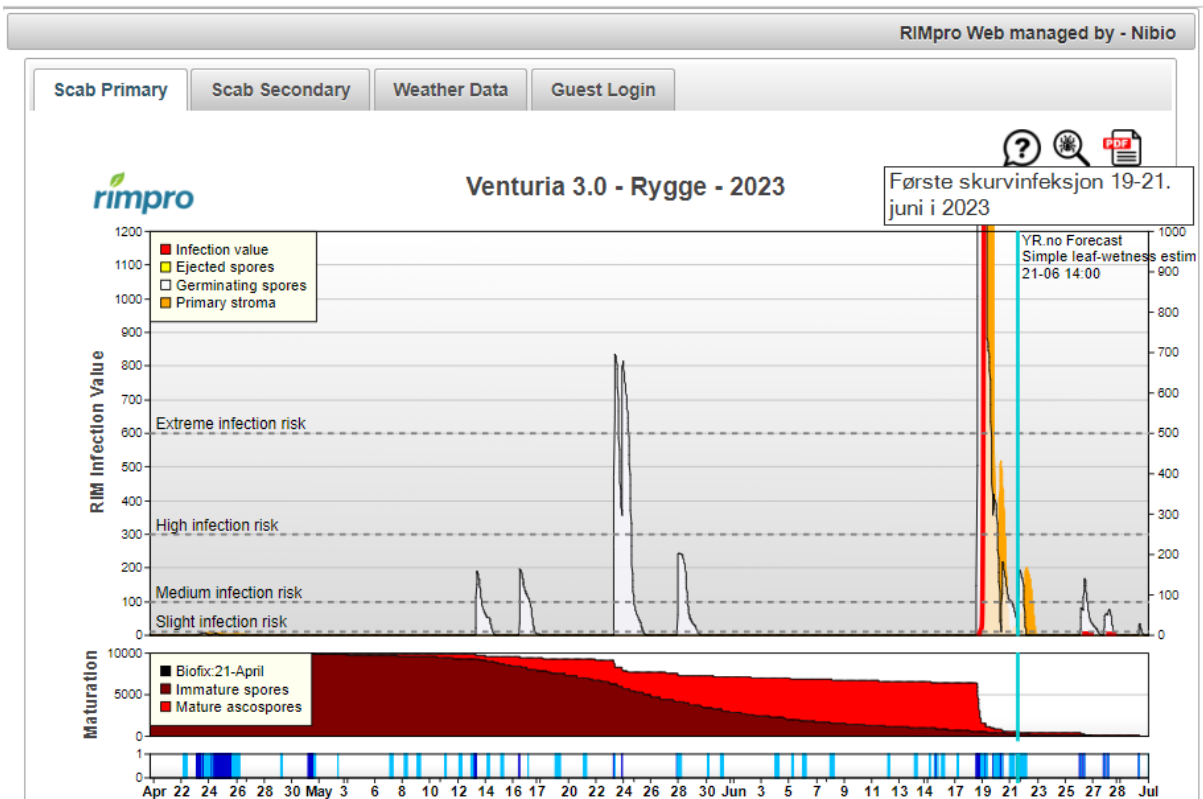 RIMpro Web managed by - Nibio
Scab Primary
Scab Secondary
Weather Data
Guest Login
?
PDF
rimpro
Venturia 3.0 - Rygge - 2023
Første skurvinfeksjon 19-21.
juni i 2023
YR.no Forecast
Simple leaf-wetness estim
21-06 14:00
Infection value
Ejected spores
Germinating spores
Primary stroma
RIM Infection Value
1200
1100
1000
900
800
700
600
500
400
300
200
100
0
Extreme infection risk
High infection risk
Medium infection risk
Slight infection risk
1000
900
800
700
600
500
400
300
200
100
0
Maturation
10000
5000
0
Biofix:21-April
Immature spores
Mature ascospores
1
0
Apr 22 24 26 28 30 May 3 6 8 10 12 14 16 17 20 22 24 26 28 30 Jun 3 5 7 9 11 13 15 17 19 21 23 25 28 Jul